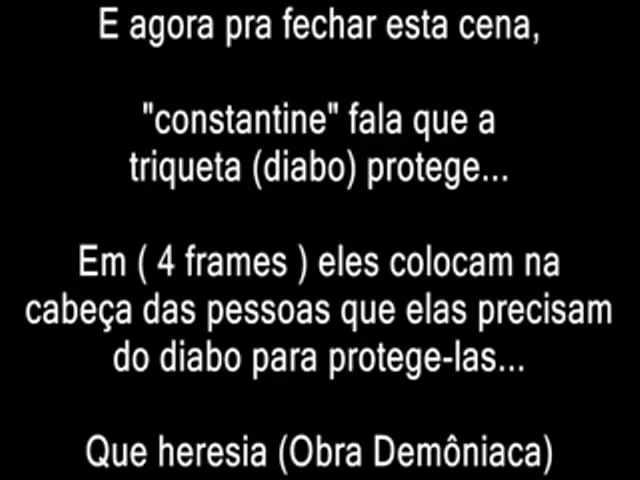 E agora pra fechar esta cena,
"constantine" fala que a
triqueta (diabo) protege...
Em ( 4 frames ) eles colocam na
cabeça das pessoas que elas precisam
do diabo para protege-las...
Que heresia (Obra Demôniaca)